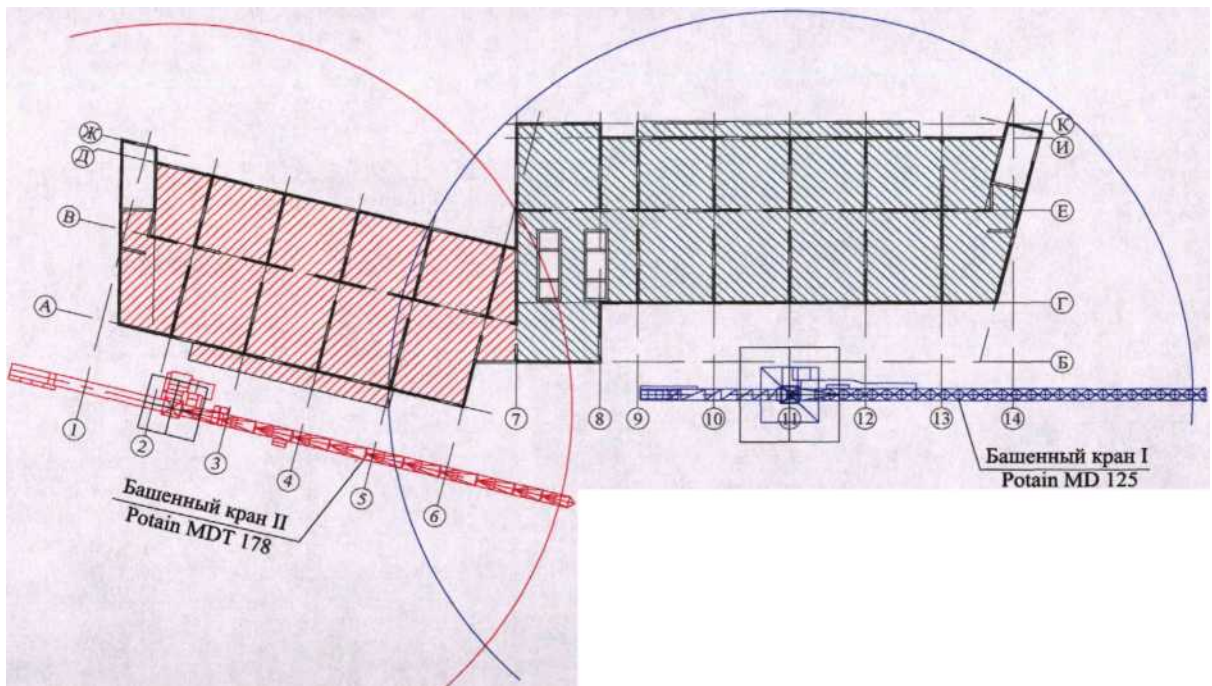 Ж
Д
В
А
К
И
Е
Г
Б
1
2
3
4
5
6
7
8
9
10
11
12
13
14
Башенный кран II
Potain MDT 178
Башенный кран I
Potain MD 125